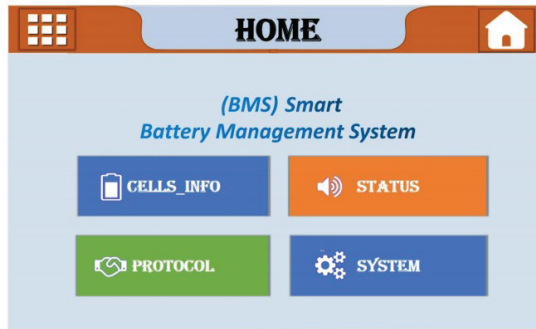 HOME
(BMS) Smart
Battery Management System
CELLS_INFO
STATUS
PROTOCOL
SYSTEM